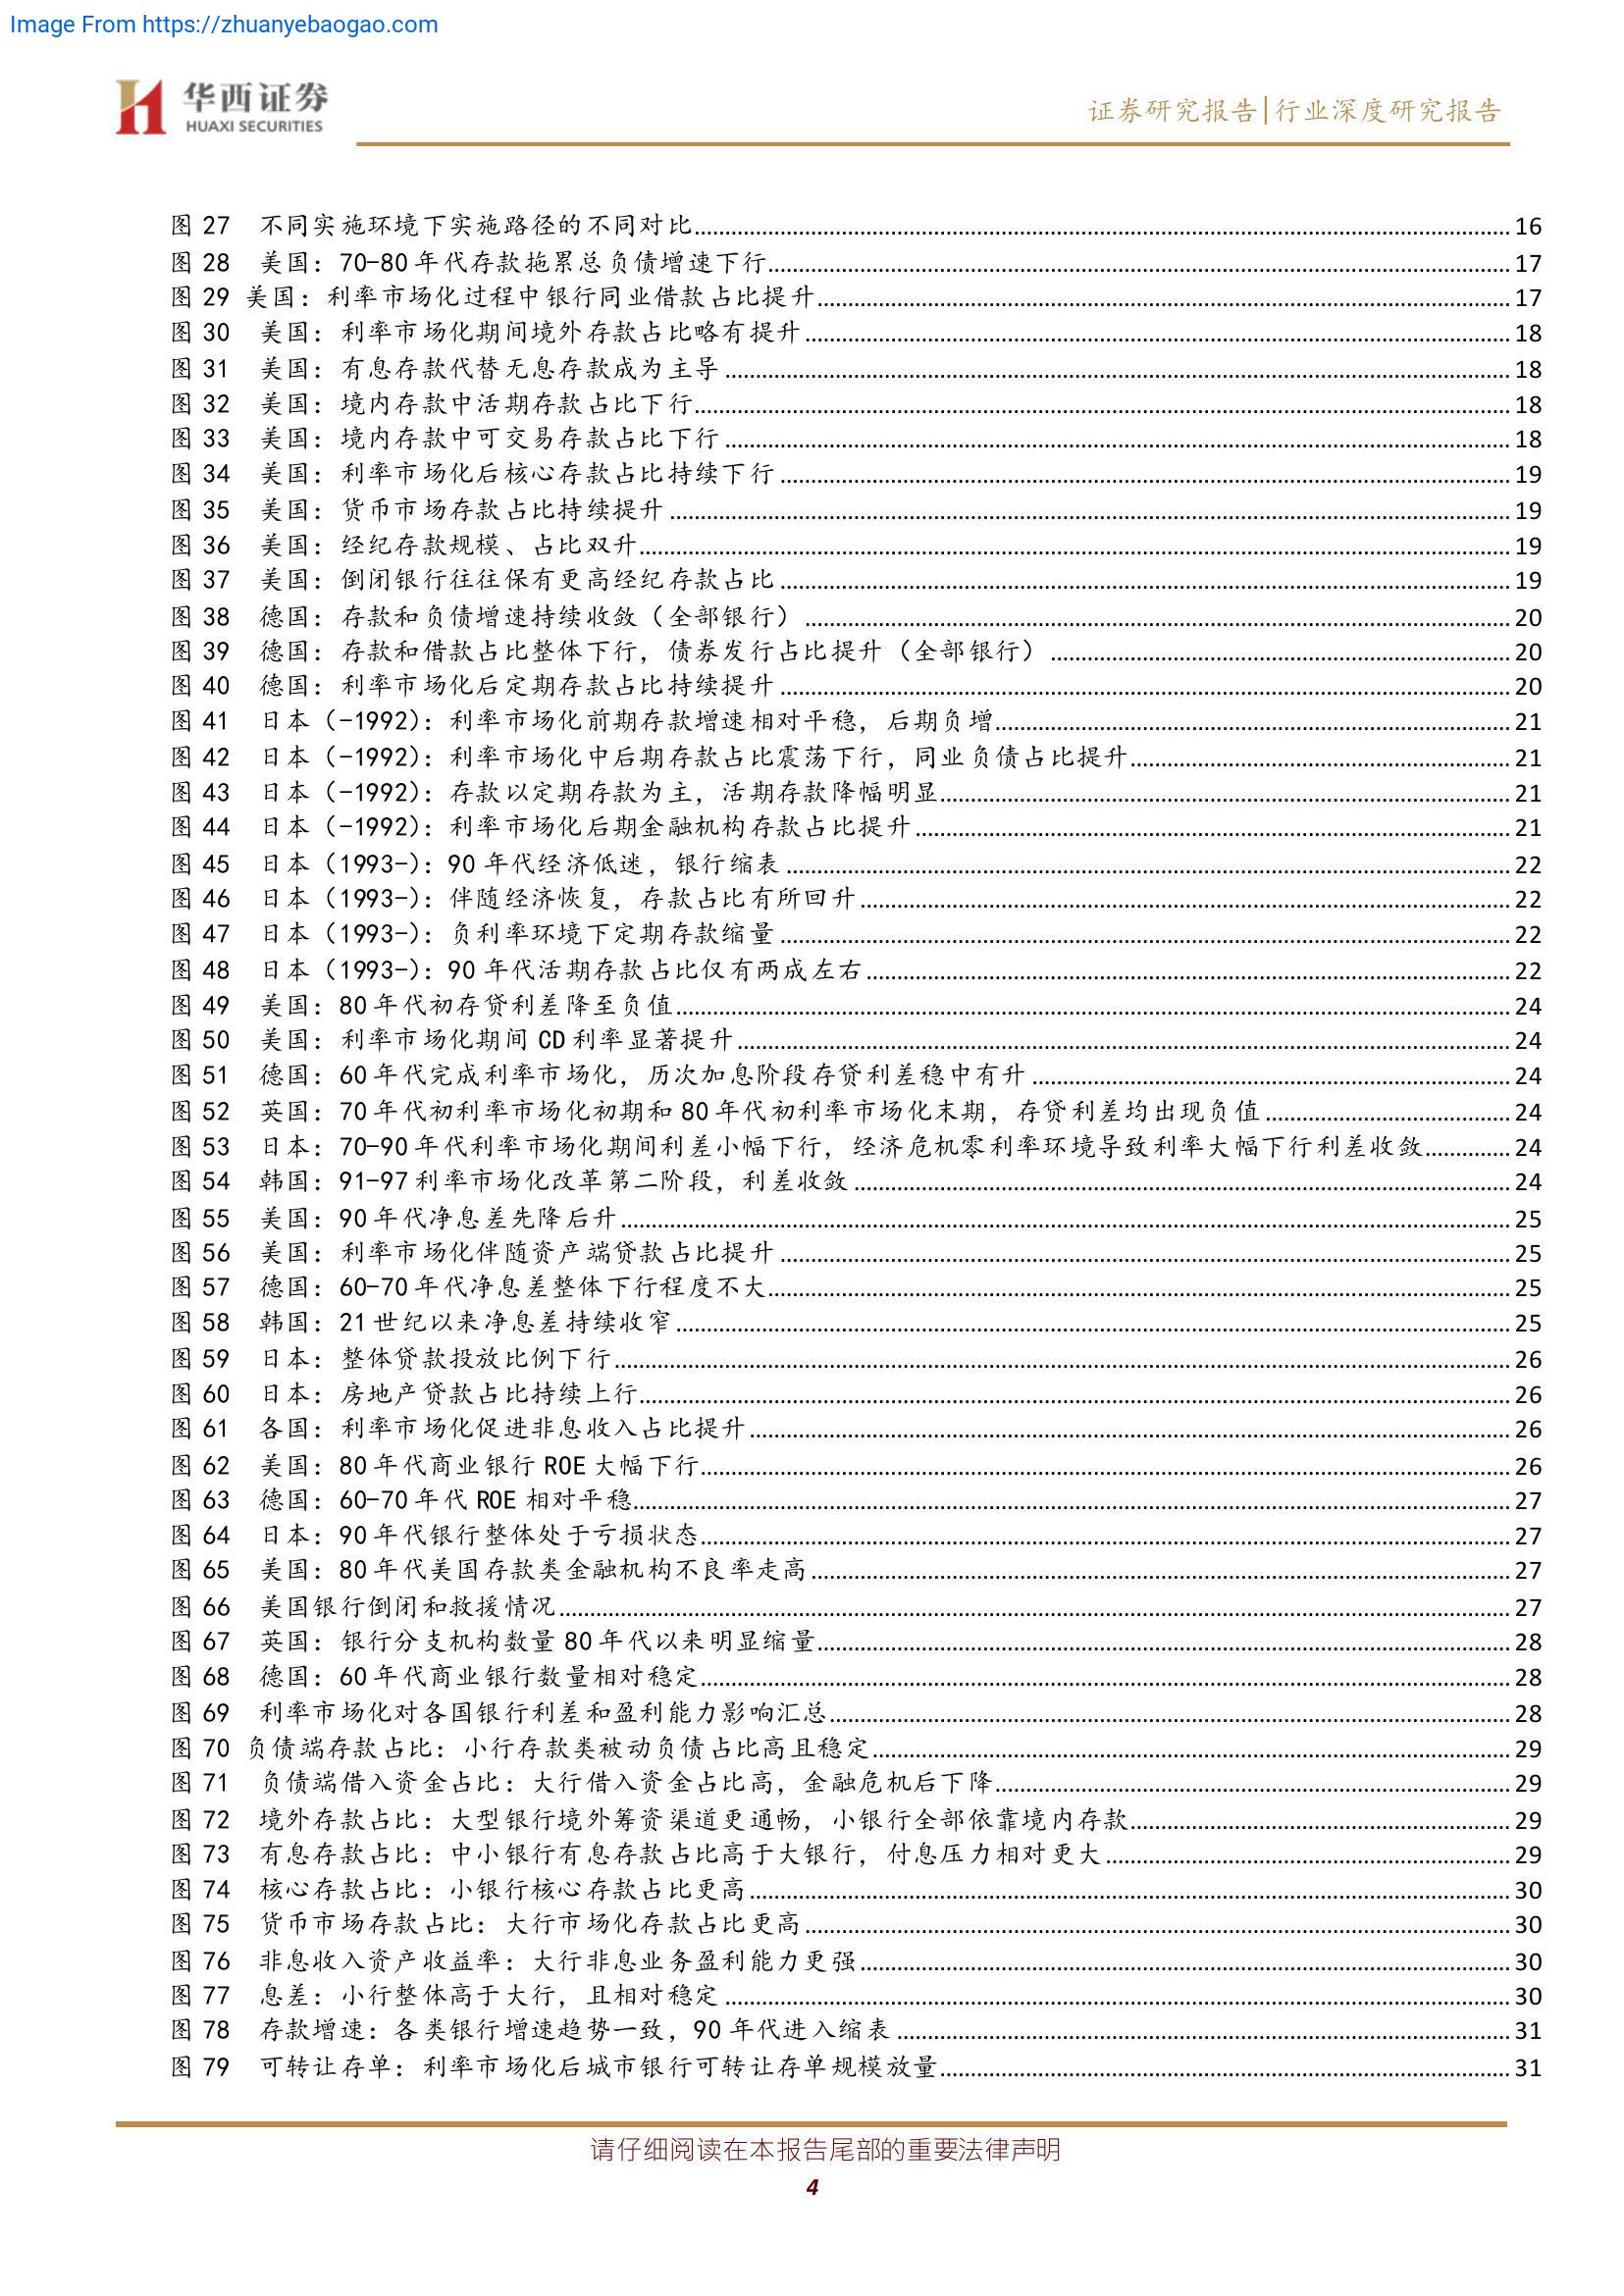 Image From https://zhuanyebaogao.com
华西证券
HUAXI SECURITIES
证券研究报告|行业深度研究报告
图 27 不同实施环境下实施路径的不同对比 16
图 28 美国：70-80 年代存款拖累总负债增速下行 17
图 29 美国：利率市场化过程中银行同业借款占比提升 17
图 30 美国：利率市场化期间境外存款占比略有提升 18
图 31 美国：有息存款代替无息存款成为主导 18
图 32 美国：境内存款中活期存款占比下行 18
图 33 美国：境内存款中可交易存款占比下行 18
图 34 美国：利率市场化后核心存款占比持续下行 19
图 35 美国：货币市场存款占比持续提升 19
图 36 美国：经纪存款规模、占比双升 19
图 37 美国：倒闭银行往往保有更高经纪存款占比 19
图 38 德国：存款和负债增速持续收敛（全部银行） 20
图 39 德国：存款和借款占比整体下行，债券发行占比提升（全部银行） 20
图 40 德国：利率市场化后定期存款占比持续提升 20
图 41 日本（-1992）：利率市场化前期存款增速相对平稳，后期负增 21
图 42 日本（-1992）：利率市场化中后期存款占比震荡下行，同业负债占比提升 21
图 43 日本（-1992）：存款以定期存款为主，活期存款降幅明显 21
图 44 日本（-1992）：利率市场化后期金融机构存款占比提升 21
图 45 日本（1993-）：90 年代经济低迷，银行缩表 22
图 46 日本（1993-）：伴随经济恢复，存款占比有所回升 22
图 47 日本（1993-）：负利率环境下定期存款缩量 22
图 48 日本（1993-）：90 年代活期存款占比仅有两成左右 22
图 49 美国：80 年代初存贷利差降至负值 24
图 50 美国：利率市场化期间 CD 利率显著提升 24
图 51 德国：60 年代完成利率市场化，历次加息阶段存贷利差稳中有升 24
图 52 英国：70 年代初利率市场化初期和 80 年代初利率市场化末期，存贷利差均出现负值 24
图 53 日本：70-90 年代利率市场化期间利差小幅下行，经济危机零利率环境导致利率大幅下行利差收敛 24
图 54 韩国：91-97 利率市场化改革第二阶段，利差收敛 24
图 55 美国：90 年代净息差先降后升 25
图 56 美国：利率市场化伴随资产端贷款占比提升 25
图 57 德国：60-70 年代净息差整体下行程度不大 25
图 58 韩国：21 世纪以来净息差持续收窄 25
图 59 日本：整体贷款投放比例下行 26
图 60 日本：房地产贷款占比持续上行 26
图 61 各国：利率市场化促进非息收入占比提升 26
图 62 美国：80 年代商业银行 ROE 大幅下行 26
图 63 德国：60-70 年代 ROE 相对平稳 27
图 64 日本：90 年代银行整体处于亏损状态 27
图 65 美国：80 年代美国存款类金融机构不良率走高 27
图 66 美国银行倒闭和救援情况 27
图 67 英国：银行分支机构数量 80 年代以来明显缩量 28
图 68 德国：60 年代商业银行数量相对稳定 28
图 69 利率市场化对各国银行利差和盈利能力影响汇总 28
图 70 负债端存款占比：小行存款类被动负债占比高且稳定 29
图 71 负债端借入资金占比：大行借入资金占比高，金融危机后下降 29
图 72 境外存款占比：大型银行境外筹资渠道更通畅，小银行全部依靠境内存款 29
图 73 有息存款占比：中小银行有息存款占比高于大银行，付息压力相对更大 29
图 74 核心存款占比：小银行核心存款占比更高 30
图 75 货币市场存款占比：大行市场化存款占比更高 30
图 76 非息收入资产收益率：大行非息业务盈利能力更强 30
图 77 息差：小行整体高于大行，且相对稳定 30
图 78 存款增速：各类银行增速趋势一致，90 年代进入缩表 31
图 79 可转让存单：利率市场化后城市银行可转让存单规模放量 31
请仔细阅读在本报告尾部的重要法律声明
4